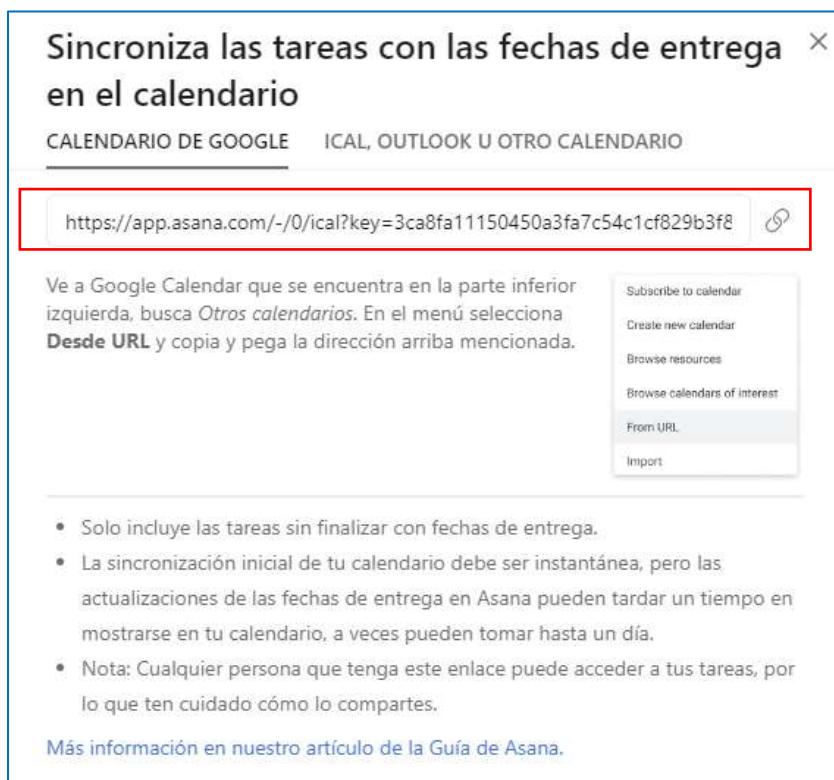 Sincroniza las tareas con las fechas de entrega
en el calendario
CALENDARIO DE GOOGLE ICAL, OUTLOOK U OTRO CALENDARIO
https://app.asana.com/-/0/ical?key=3ca8fa11150450a3fa7c54c1cf829b3f8
Ve a Google Calendar que se encuentra en la parte inferior
izquierda, busca Otros calendarios. En el menú selecciona
Desde URL y copia y pega la dirección arriba mencionada.
Subscribe to calendar
Create new calendar
Browse resources
Browse calendars of interest
From URL
Import
• Solo incluye las tareas sin finalizar con fechas de entrega.
• La sincronización inicial de tu calendario debe ser instantánea, pero las
actualizaciones de las fechas de entrega en Asana pueden tardar un tiempo en
mostrarse en tu calendario, a veces pueden tomar hasta un día.
• Nota: Cualquier persona que tenga este enlace puede acceder a tus tareas, por
lo que ten cuidado cómo lo compartes.
Más información en nuestro artículo de la Guía de Asana.